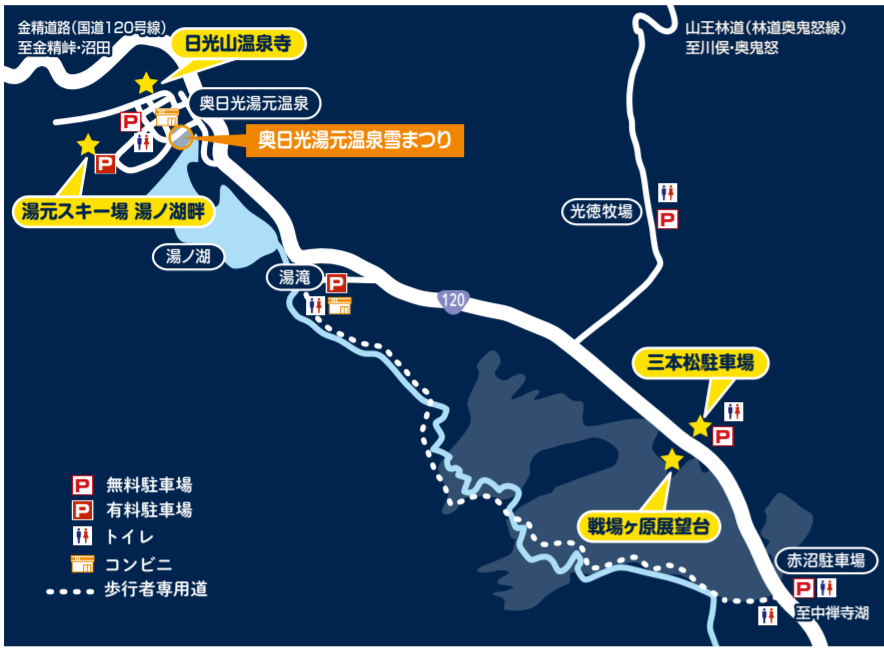 金精道路(国道120号線)
至金精峠・沼田
山王林道(林道奥鬼怒線)
至川俣・奥鬼怒
日光山温泉寺
奥日光湯元温泉
P
奥日光湯元温泉雪まつり
P
湯元スキー場 湯ノ湖畔
光徳牧場
P
湯ノ湖
湯滝
P
120
三本松駐車場
P
戦場ヶ原展望台
P 無料駐車場
P 有料駐車場
トイレ
コンビニ
歩行者専用道
赤沼駐車場
P
至中禅寺湖